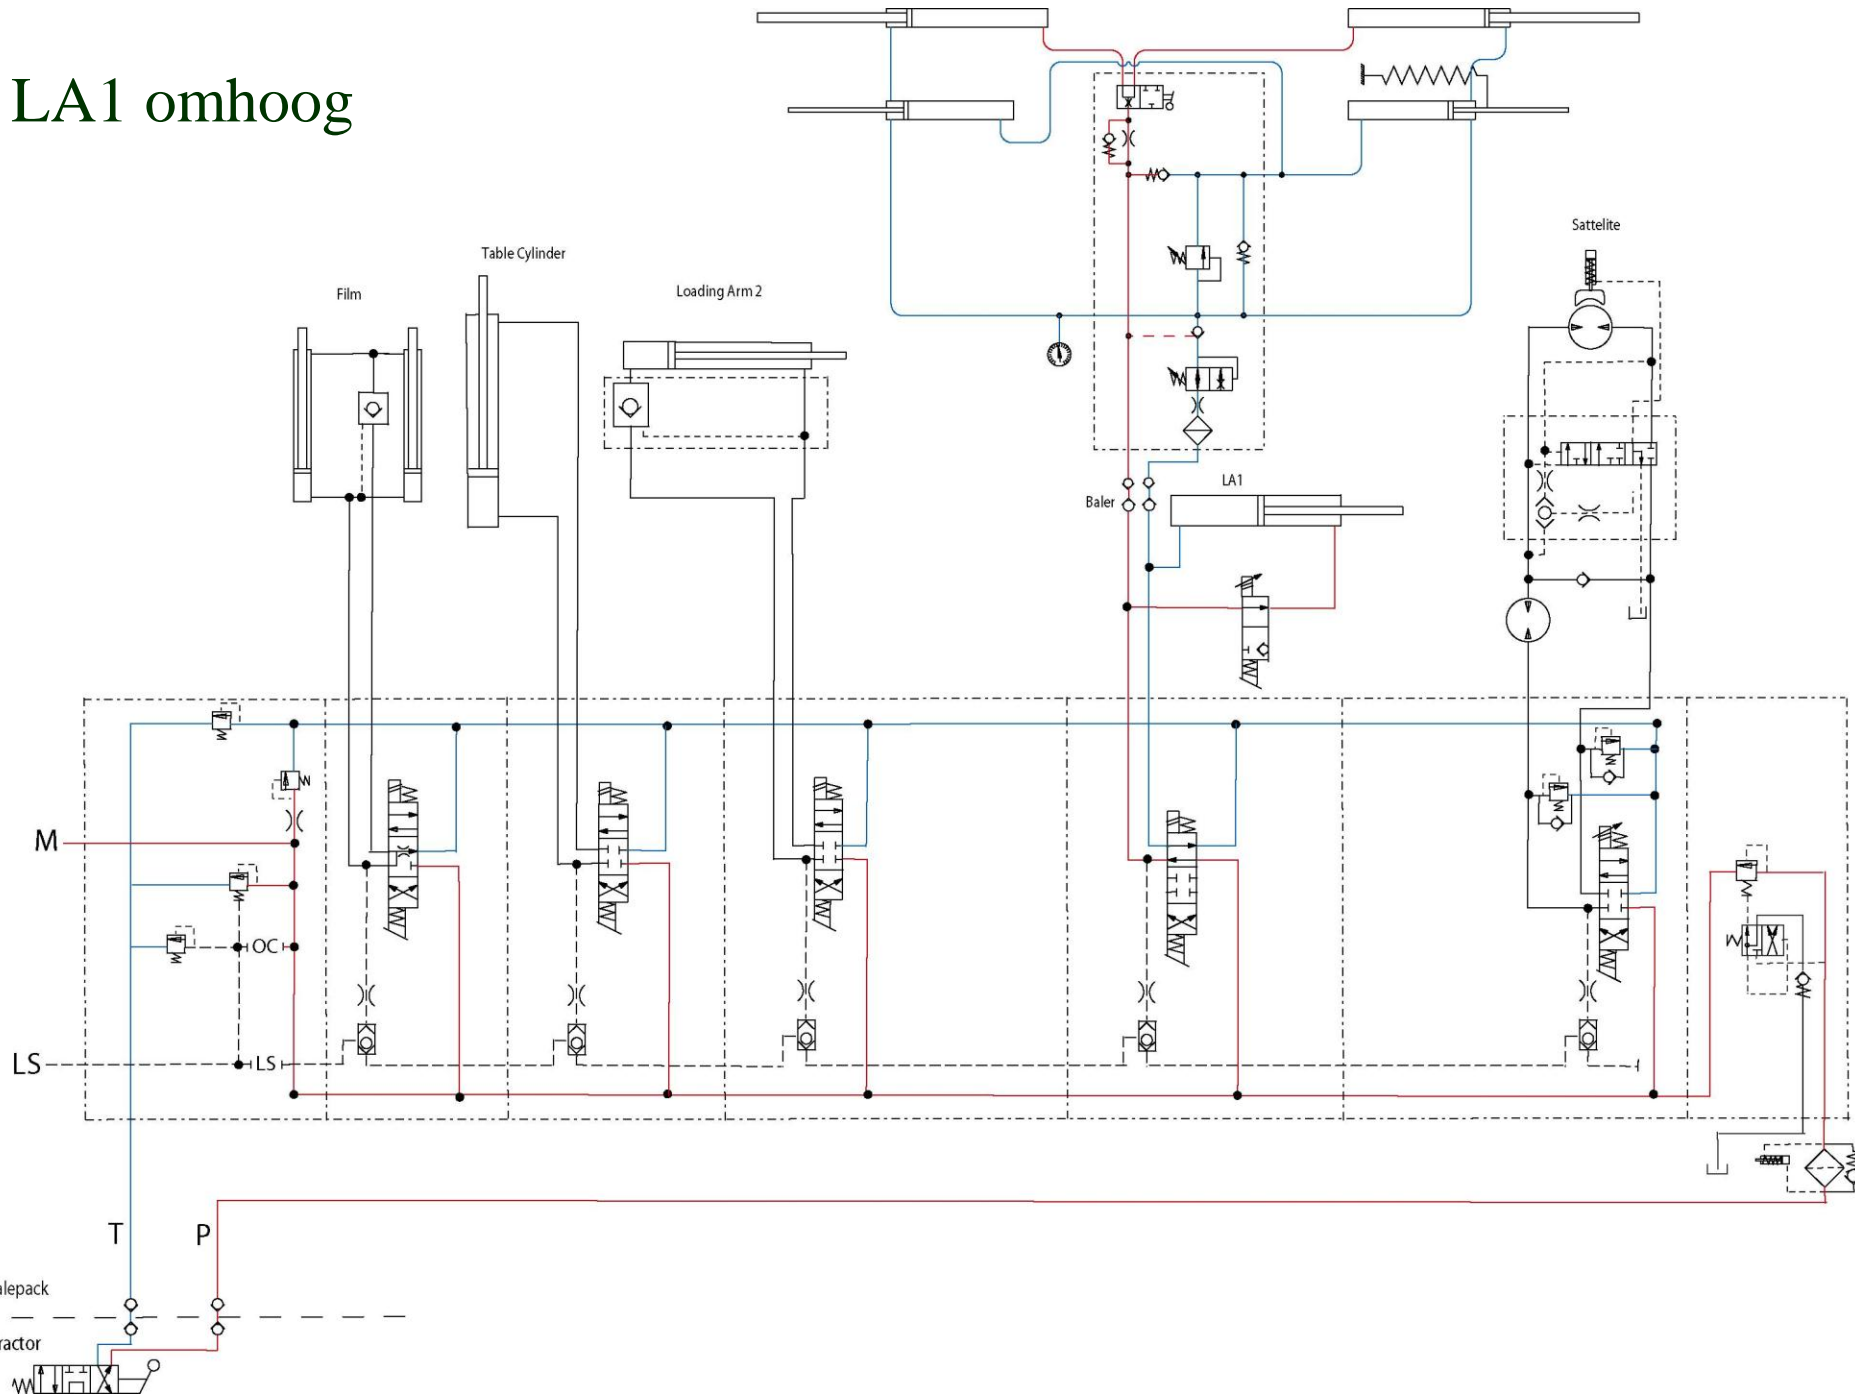 LA1 omhoog
Sattelite
Table Cylinder
Film
Loading Arm 2
LA1
Baler
M
OC
LS
LS
T
P
alepack
ractor